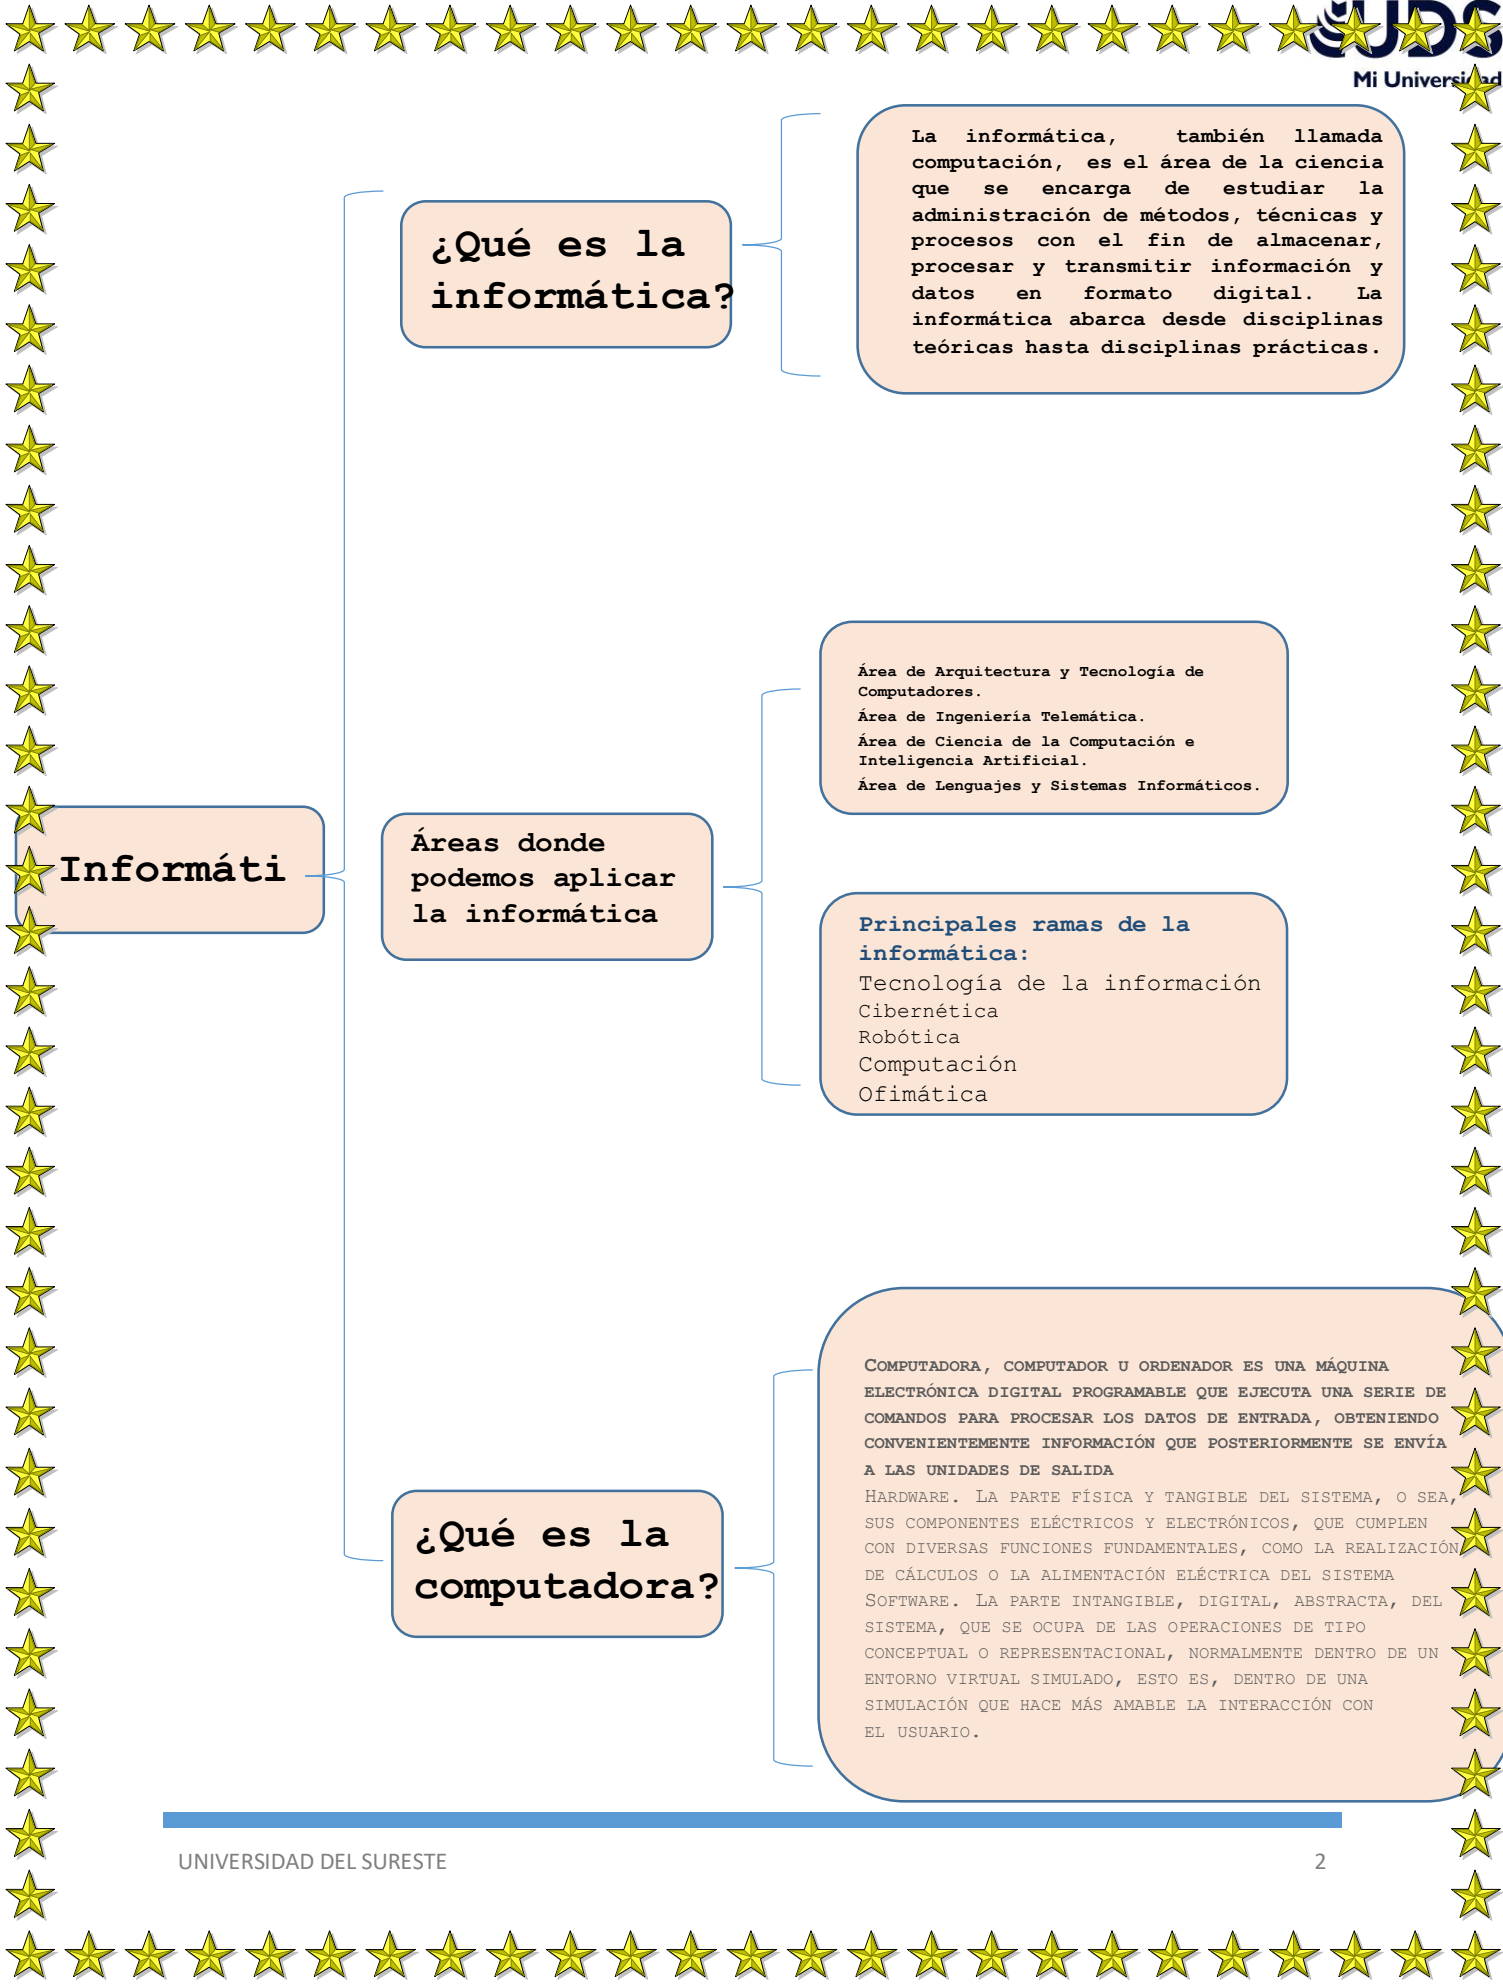 UDS
Mi Universidad
La informática, también llamada
computación, es el área de la ciencia
que se encarga de estudiar la
administración de métodos, técnicas y
procesos con el fin de almacenar,
procesar y transmitir información y
datos en formato digital. La
informática abarca desde disciplinas
teóricas hasta disciplinas prácticas.
¿Qué es la
informática?
Área de Arquitectura y Tecnología de
Computadores.
Área de Ingeniería Telemática.
Área de Ciencia de la Computación e
Inteligencia Artificial.
Área de Lenguajes y Sistemas Informáticos.
Informáti
Áreas donde
podemos aplicar
la informática
Principales ramas de la
informática:
Tecnología de la información
Cibernética
Robótica
Computación
Ofimática
¿Qué es la
computadora?
COMPUTADORA, COMPUTADOR U ORDENADOR ES UNA MÁQUINA
ELECTRÓNICA DIGITAL PROGRAMABLE QUE EJECUTA UNA SERIE DE
COMANDOS PARA PROCESAR LOS DATOS DE ENTRADA, OBTENIENDO
CONVENIENTEMENTE INFORMACIÓN QUE POSTERIORMENTE SE ENVÍA
A LAS UNIDADES DE SALIDA
HARDWARE. LA PARTE FÍSICA Y TANGIBLE DEL SISTEMA, O SEA,
SUS COMPONENTES ELÉCTRICOS Y ELECTRÓNICOS, QUE CUMPLEN
CON DIVERSAS FUNCIONES FUNDAMENTALES, COMO LA REALIZACIÓN
DE CÁLCULOS O LA ALIMENTACIÓN ELÉCTRICA DEL SISTEMA
SOFTWARE. LA PARTE INTANGIBLE, DIGITAL, ABSTRACTA, DEL
SISTEMA, QUE SE OCUPA DE LAS OPERACIONES DE TIPO
CONCEPTUAL O REPRESENTACIONAL, NORMALMENTE DENTRO DE UN
ENTORNO VIRTUAL SIMULADO, ESTO ES, DENTRO DE UNA
SIMULACIÓN QUE HACE MÁS AMABLE LA INTERACCIÓN CON
EL USUARIO.
UNIVERSIDAD DEL SURESTE 2